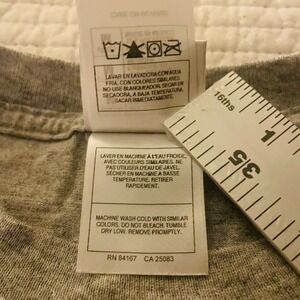 LAVAR EN LAVADORA CON AGUA
FRIA, CON COLORES SIMILARES.
NO USE BLANQUEADOR. SECAR EN
SECADORA, A BAJA TEMPERATURA.
SACAR INMEDIATAMENTE.
16ths
1
35
LAVER EN MACHINE À L'EAU FROIDE,
AVEC COULEURS SIMILAIRES. NE
PAS UTILISER D'EAU DE JAVEL.
SÉCHER EN MACHINE A BASSE
TEMPERATURE. RETIRER
RAPIDEMENT.
MACHINE WASH COLD WITH SIMILAR
COLORS. DO NOT BLEACH. TUMBLE
DRY LOW. REMOVE PROMPTLY.
RN 84167 CA 25083